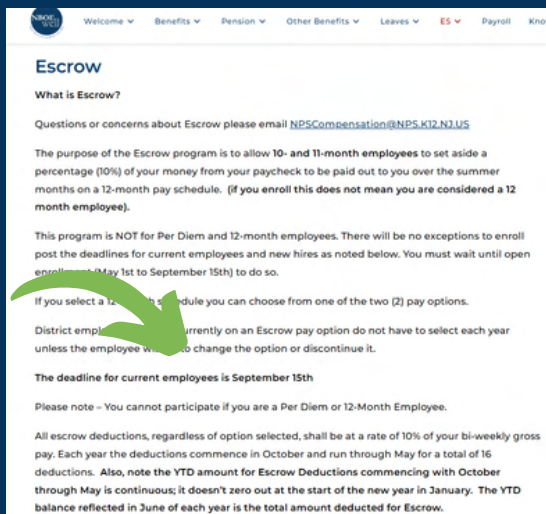 NBOE
Well
Welcome Benefits Pension Other Benefits Leaves ES Payroll Kno
Escrow
What is Escrow?
Questions or concerns about Escrow please email NPSCompensation@NPS.K12.NJ.US
The purpose of the Escrow program is to allow 10- and 11-month employees to set aside a
percentage (10%) of your money from your paycheck to be paid out to you over the summer
months on a 12-month pay schedule. (if you enroll this does not mean you are considered a 12
month employee).
This program is NOT for Per Diem and 12-month employees. There will be no exceptions to enroll
post the deadlines for current employees and new hires as noted below. You must wait until open
enrollment (May 1st to September 15th) to do so.
If you select a 12 schedule you can choose from one of the two (2) pay options.
District currently on an Escrow pay option do not have to select each year
unless the employee to change the option or discontinue it.
The deadline for current employees is September 15th
Please note – You cannot participate if you are a Per Diem or 12-Month Employee.
All escrow deductions, regardless of option selected, shall be at a rate of 10% of your bi-weekly gross
pay. Each year the deductions commence in October and run through May for a total of 16
deductions. Also, note the YTD amount for Escrow Deductions commencing with October
through May is continuous; it doesn't zero out at the start of the new year in January. The YTD
balance reflected in June of each year is the total amount deducted for Escrow.